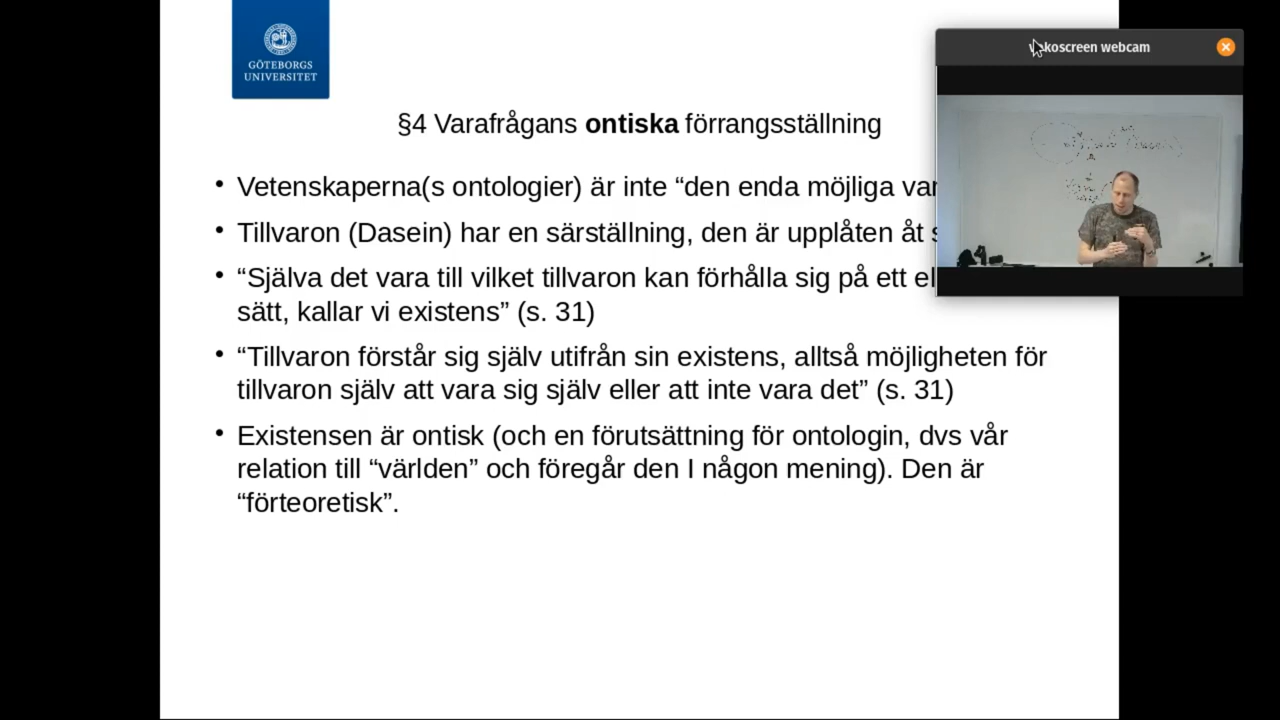 GÖTEBORGS
UNIVERSITET
§4 Varafrågans ontiska förrangsställning
• Vetenskaperna(s ontologier) är inte “den enda möjliga
• Tillvaron (Dasein) har en särställning, den är upplåten åt
• “Själva det vara till vilket tillvaron kan förhålla sig på ett
sätt, kallar vi existens” (s. 31)
• “Tillvaron förstår sig själv utifrån sin existens, alltså möjligheten för
tillvaron själv att vara sig själv eller att inte vara det” (s. 31)
• Existensen är ontisk (och en förutsättning för ontologin, dvs vår
relation till “världen” och föregår den I någon mening). Den är
“förteoretisk”.
webcam